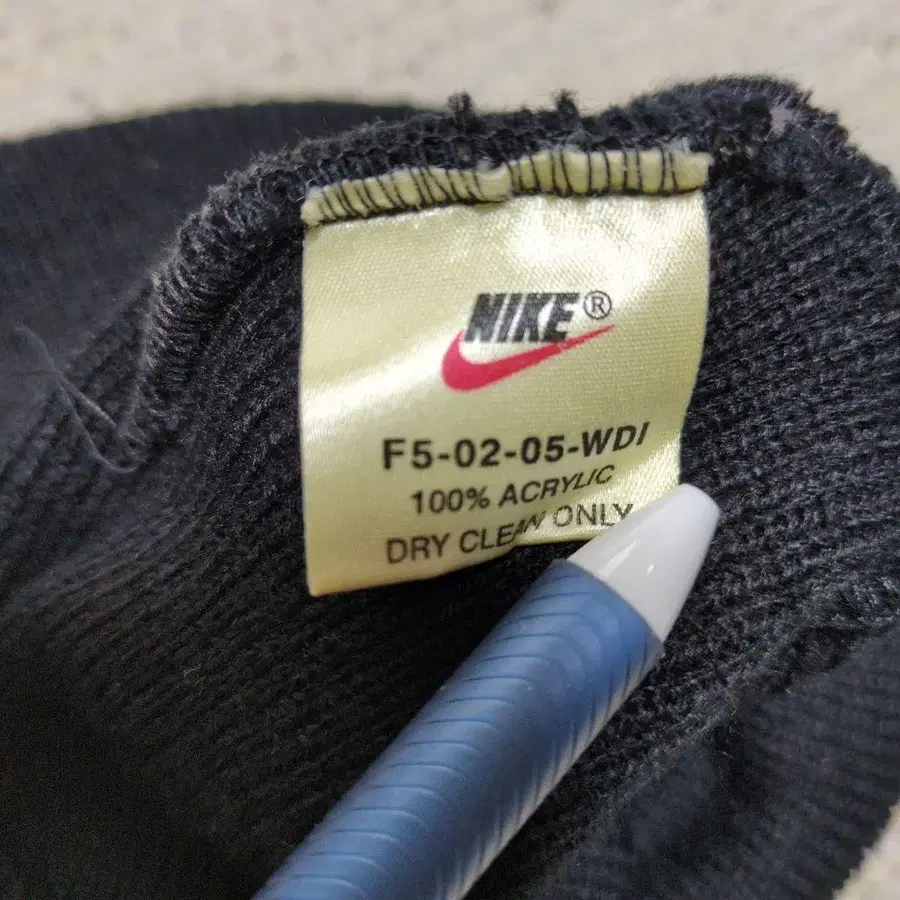 NIKE®
F5-02-05-WDI
100% ACRYLIC
DRY CLEAN ONLY